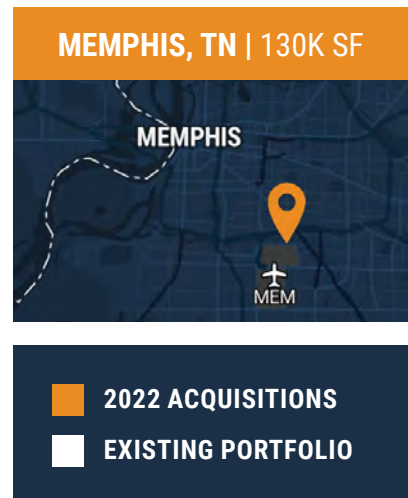 MEMPHIS, TN | 130K SF
MEMPHIS
MEM
2022 ACQUISITIONS
EXISTING PORTFOLIO